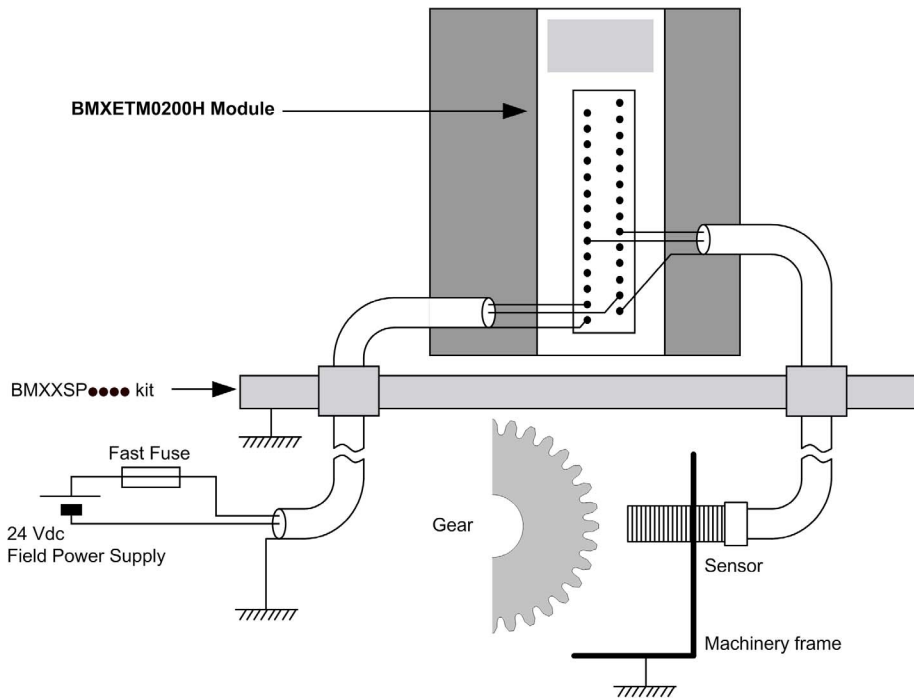 BMXETM0200H Module
BMXXSP●●●● kit
Fast Fuse
24 Vdc
Field Power Supply
Gear
Sensor
Machinery frame